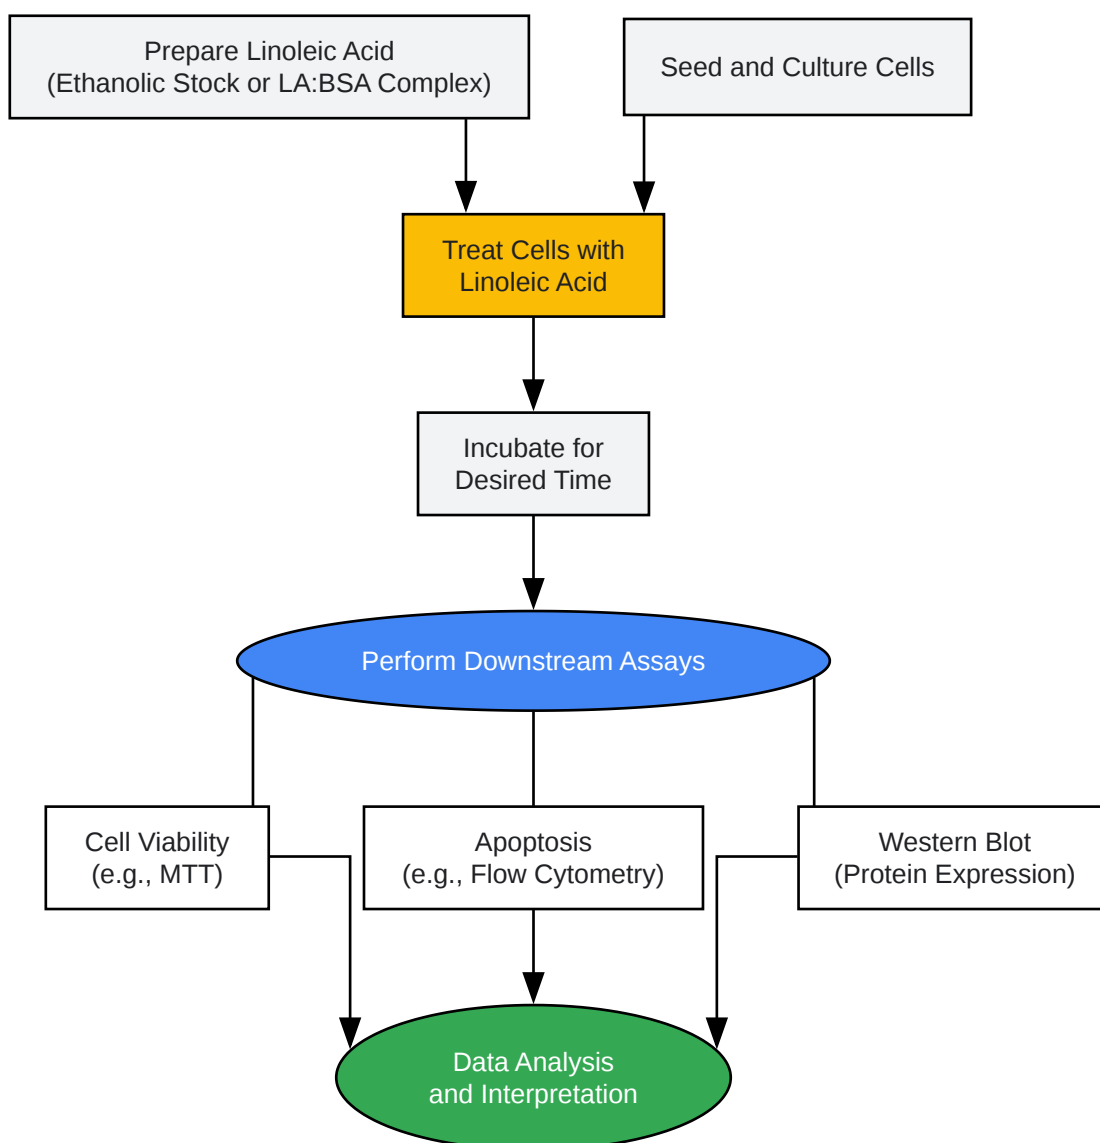 Prepare Linoleic Acid
(Ethanolic Stock or LA:BSA Complex)
Seed and Culture Cells
Treat Cells with
Linoleic Acid
Incubate for
Desired Time
Perform Downstream Assays
Cell Viability
(e.g., MTT)
Apoptosis
(e.g., Flow Cytometry)
Western Blot
(Protein Expression)
Data Analysis
and Interpretation